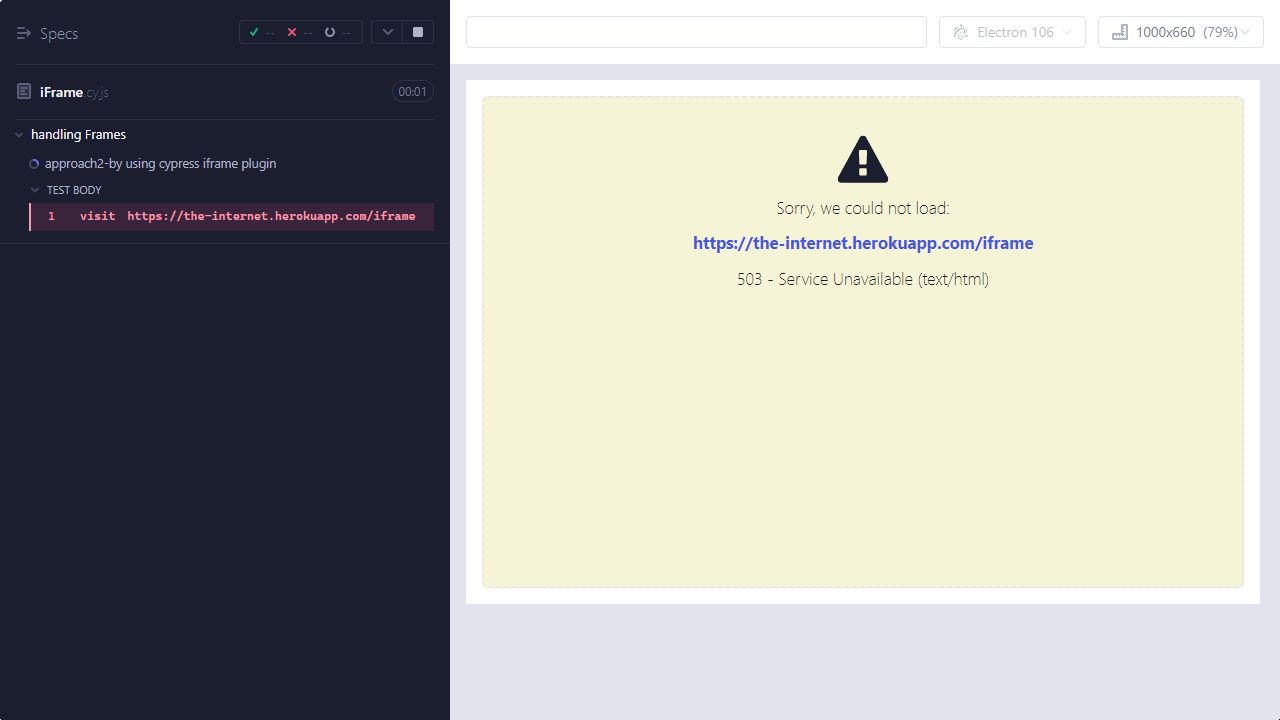 Specs
-- -- --
iFrame.cy.js 00:01
handling Frames
approach2-by using cypress iframe plugin
TEST BODY
1 visit https://the-internet.herokuapp.com/iframe
Electron 106
1000x660 (79%)
Sorry, we could not load:
https://the-internet.herokuapp.com/iframe
503 - Service Unavailable (text/html)